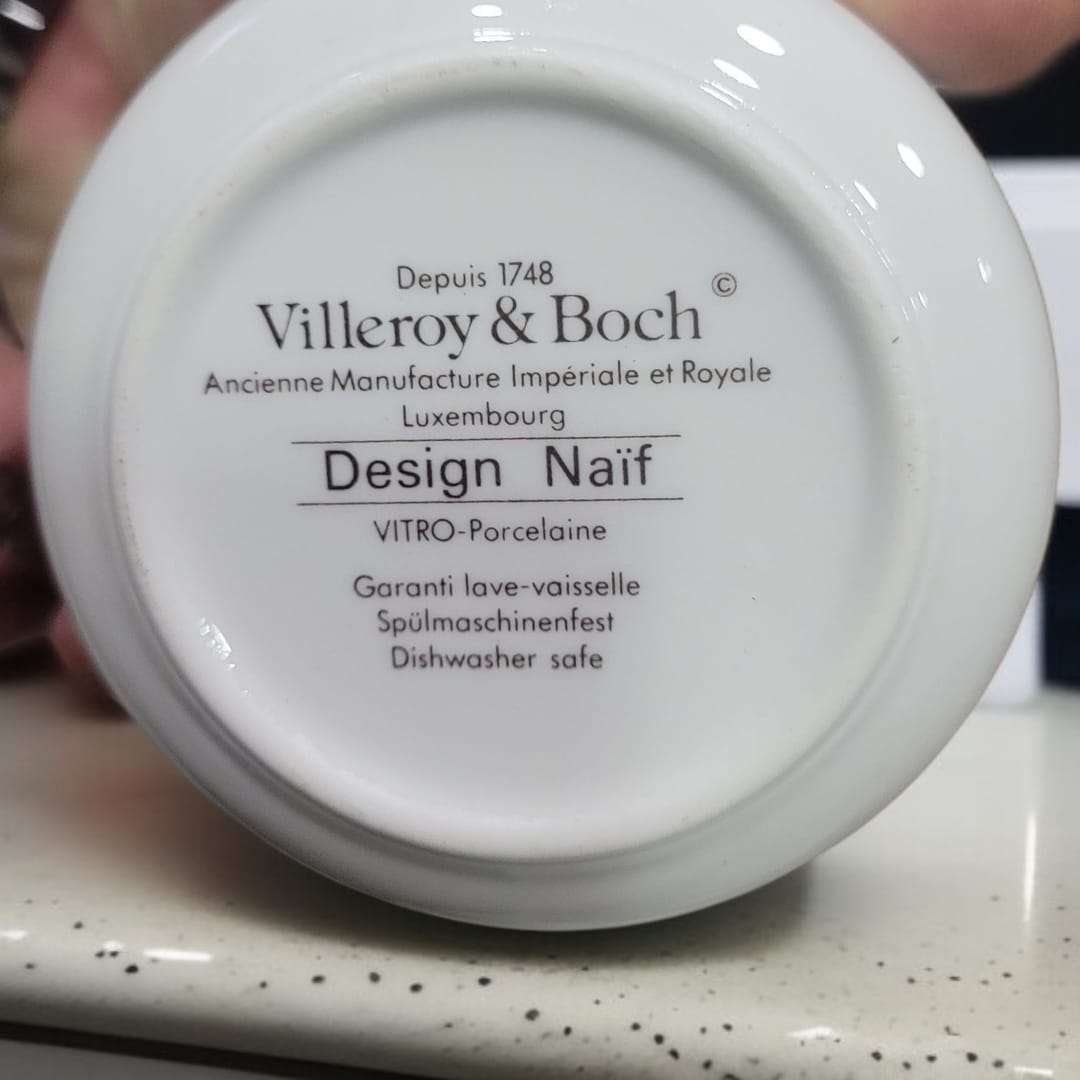 Depuis 1748
Villeroy & Boch ©
Ancienne Manufacture Impériale et Royale
Luxembourg
Design Naïf
VITRO-Porcelaine
Garanti lave-vaisselle
Spülmaschinenfest
Dishwasher safe